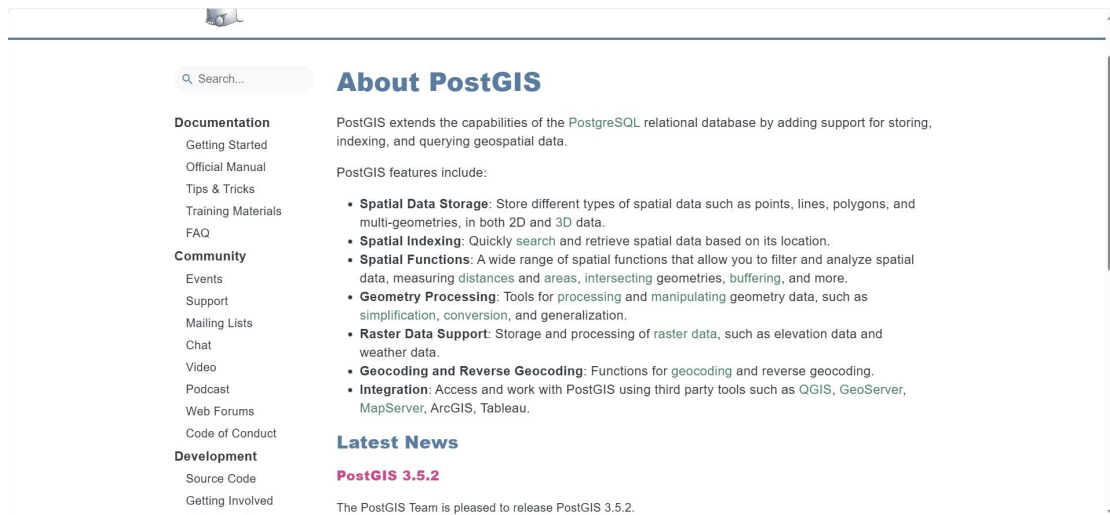 Search...
Documentation
Getting Started
Official Manual
Tips & Tricks
Training Materials
FAQ
Community
Events
Support
Mailing Lists
Chat
Video
Podcast
Web Forums
Code of Conduct
Development
Source Code
Getting Involved
About PostGIS
PostGIS extends the capabilities of the PostgreSQL relational database by adding support for storing,
indexing, and querying geospatial data.
PostGIS features include:
• Spatial Data Storage: Store different types of spatial data such as points, lines, polygons, and
multi-geometries, in both 2D and 3D data.
• Spatial Indexing: Quickly search and retrieve spatial data based on its location.
• Spatial Functions: A wide range of spatial functions that allow you to filter and analyze spatial
data, measuring distances and areas, intersecting geometries, buffering, and more.
• Geometry Processing: Tools for processing and manipulating geometry data, such as
simplification, conversion, and generalization.
• Raster Data Support: Storage and processing of raster data, such as elevation data and
weather data.
• Geocoding and Reverse Geocoding: Functions for geocoding and reverse geocoding.
• Integration: Access and work with PostGIS using third party tools such as QGIS, GeoServer,
MapServer, ArcGIS, Tableau.
Latest News
PostGIS 3.5.2
The PostGIS Team is pleased to release PostGIS 3.5.2.